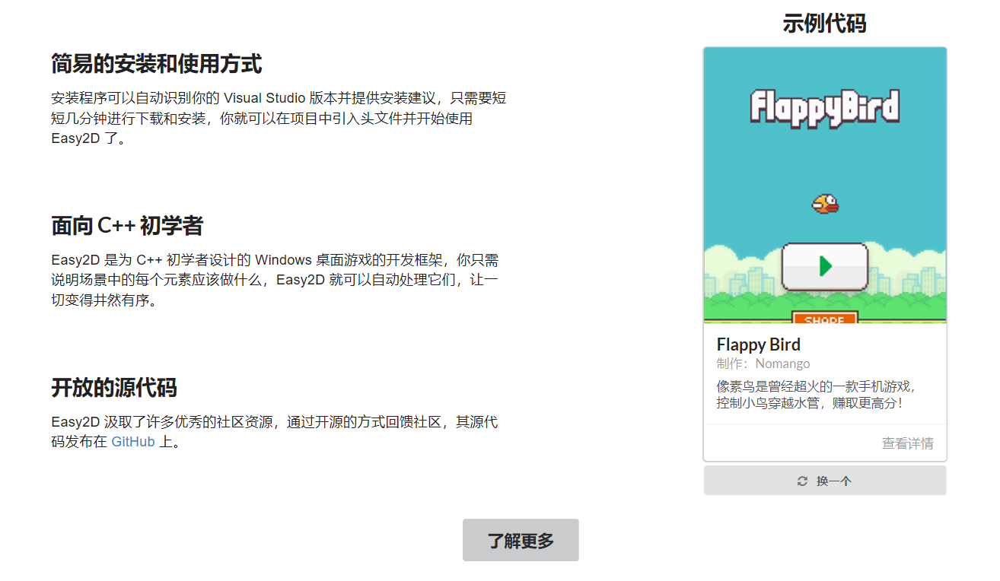 简易的安装和使用方式
安装程序可以自动识别你的 Visual Studio 版本并提供安装建议，只需要短
短几分钟进行下载和安装，你就可以在项目中引入头文件并开始使用
Easy2D 了。
面向 C++ 初学者
Easy2D 是为 C++ 初学者设计的 Windows 桌面游戏的开发框架，你只需
说明场景中的每个元素应该做什么，Easy2D 就可以自动处理它们，让一
切变得井然有序。
开放的源代码
Easy2D 汲取了许多优秀的社区资源，通过开源的方式回馈社区，其源代
码发布在 GitHub 上。
示例代码
FlappyBird
SHARE
Flappy Bird
制作：Nomango
像素鸟是曾经超火的一款手机游戏，
控制小鸟穿越水管，赚取更高分！
查看详情
换一个
了解更多